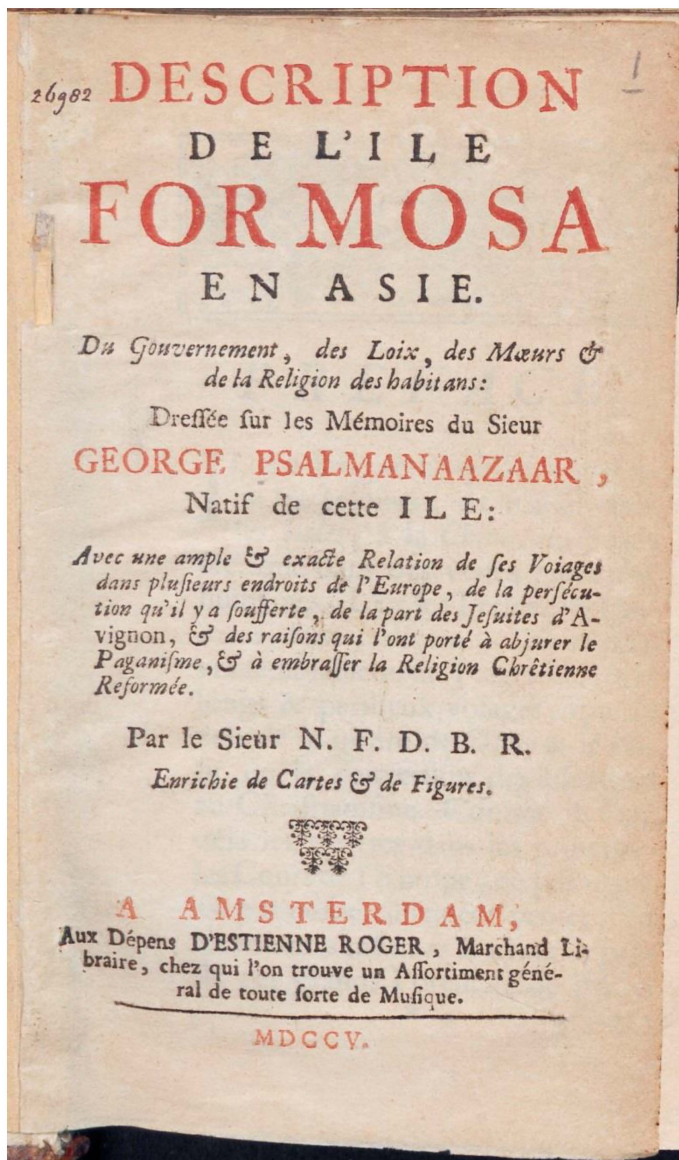 26982 DESCRIPTION 1
DE L'ILE
FORMOSA
EN ASIE.
Du Gouvernement, des Loix, des Mœurs &
de la Religion des habitans:
Dreſſée ſur les Mémoires du Sieur
GEORGE PSALMANAAZAAR,
Natif de cette ILE:
Avec une ample & exacte Relation de ſes Voiages
dans pluſieurs endroits de l'Europe, de la perſécu-
tion qu'il y a ſoufferte, de la part des Jeſuites d'A-
vignon, & des raiſons qui l'ont porté à abjurer le
Paganiſme, & à embraſſer la Religion Chrêtienne
Reformée.
Par le Sieur N. F. D. B. R.
Enrichie de Cartes & de Figures.
A AMSTERDAM,
Aux Dépens D'ESTIENNE ROGER, Marchand Li-
braire, chez qui l'on trouve un Aſſortiment géné-
ral de toute ſorte de Muſique.
MDCCV.